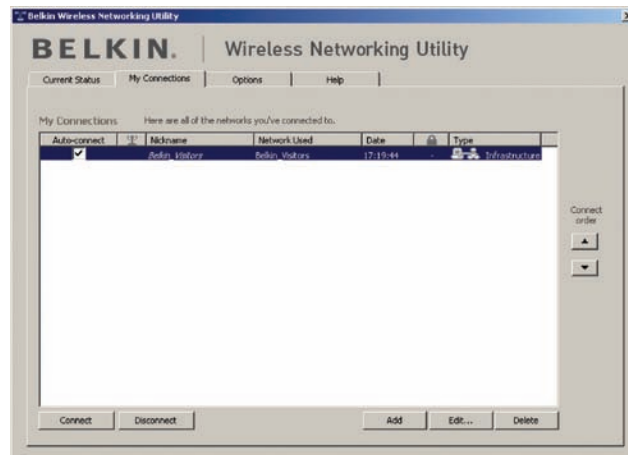 Belkin Wireless Networking Utility
BELKIN. Wireless Networking Utility
Current Status My Connections Options Help
My Connections Here are all of the networks you've connected to.
Auto-connect Nickname Network Used Date Type
Belkin_Visitors Belkin_Visitors 17:19:44 - Infrastructure
Connect
order
Connect Disconnect Add Edit... Delete